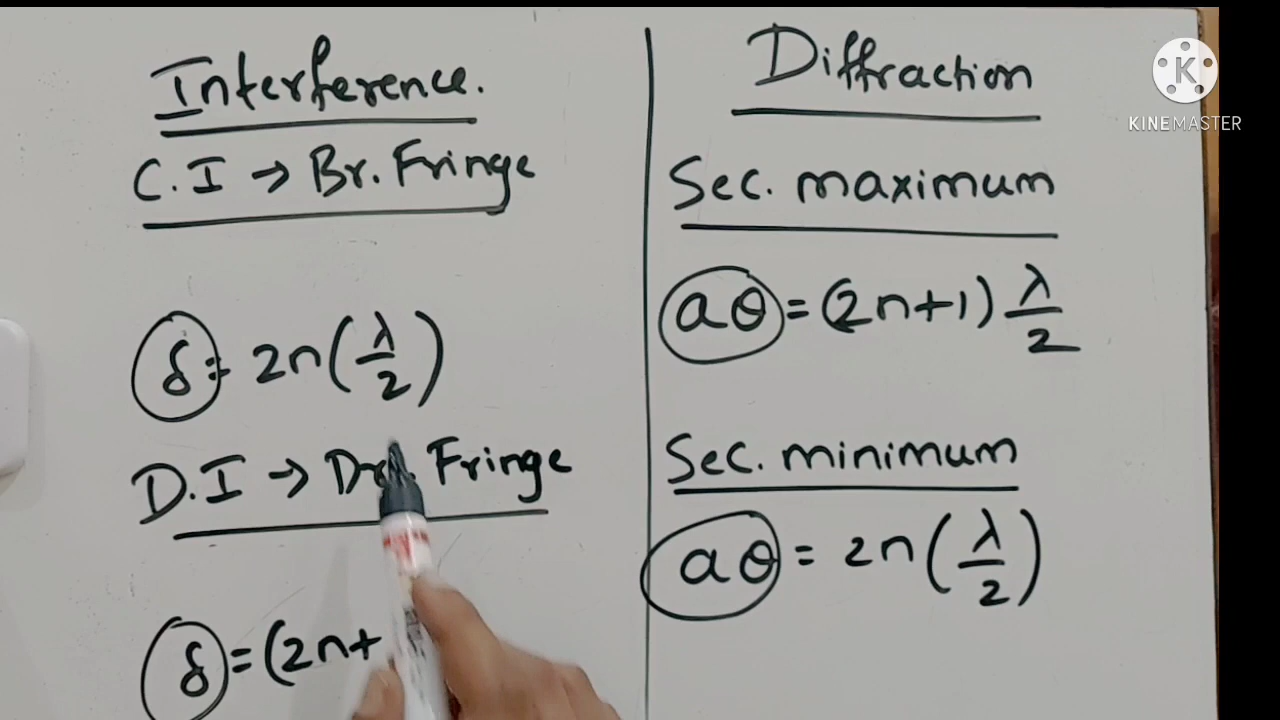 Interference.
C.I → Br. Fringe
δ = 2n(λ/2)
D.I → Dr. Fringe
δ = (2n+
Diffraction
Sec. maximum
aθ = (2n+1) λ/2
Sec. minimum
aθ = 2n(λ/2)
KINEMASTER